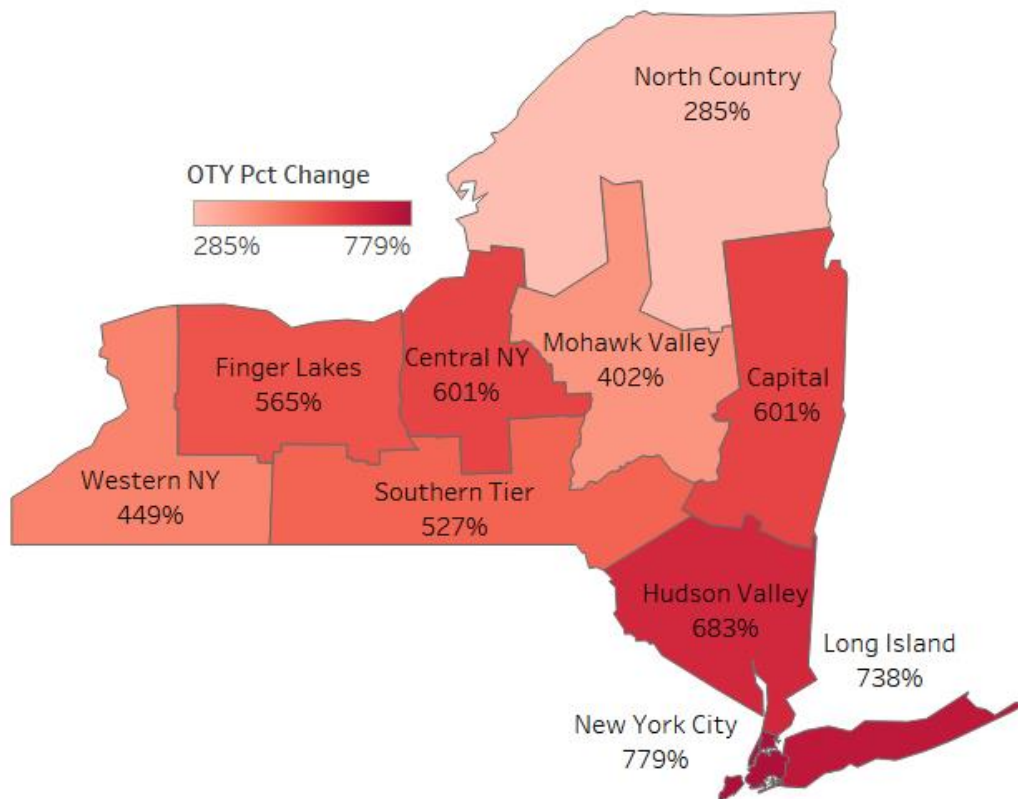 North Country
285%
OTY Pct Change
285%
779%
Mohawk Valley
402%
Central NY
601%
Finger Lakes
565%
Capital
601%
Western NY
449%
Southern Tier
527%
Hudson Valley
683%
Long Island
738%
New York City
779%